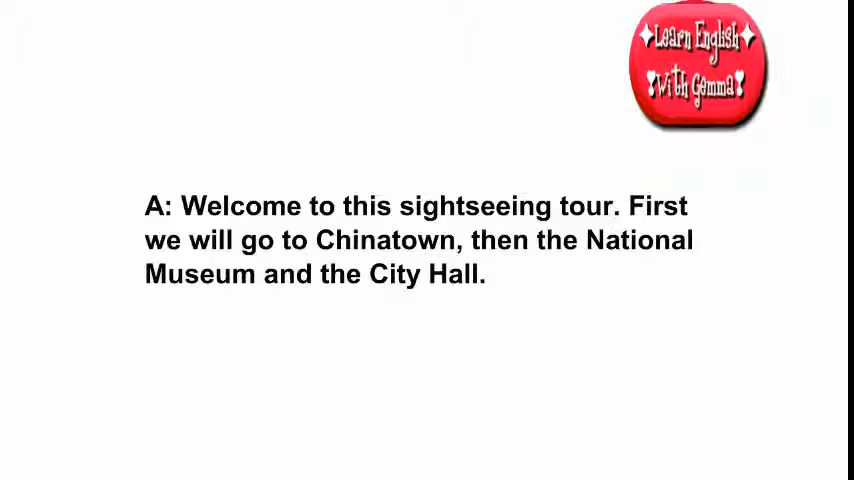 Learn English
With Gemma
A: Welcome to this sightseeing tour. First
we will go to Chinatown, then the National
Museum and the City Hall.